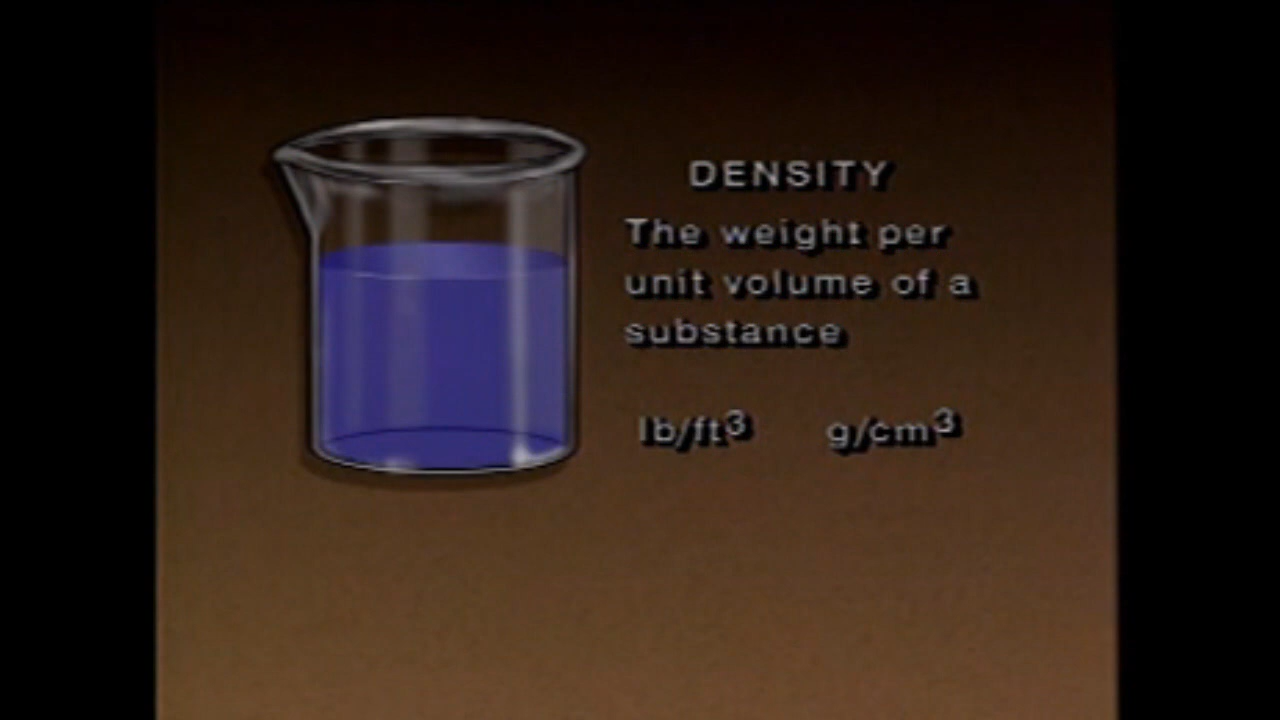 DENSITY
The weight per
unit volume of a
substance
lb/ft³ g/cm³